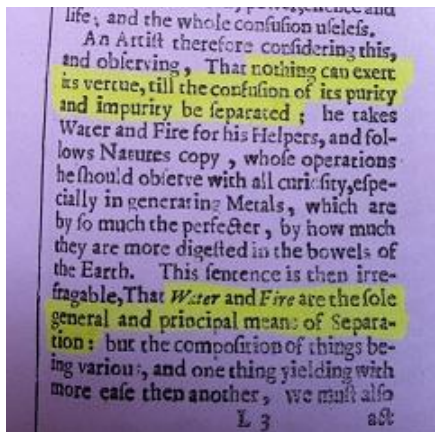 life; and the whole confusion useless.
An Artist therefore considering this,
and observing, That nothing can exert
its vertue, till the confusion of its purity
and impurity be separated; he takes
Water and Fire for his Helpers, and fol-
lows Natures copy, whose operations
he should observe with all curiosity, espe-
cially in generating Metals, which are
by so much the perfecter, by how much
they are more digested in the bowels of
the Earth. This sentence is then irre-
fragable, That Water and Fire are the sole
general and principal means of Separa-
tion: but the composition of things be-
ing various, and one thing yielding with
more ease then another, we must also
L 3 act